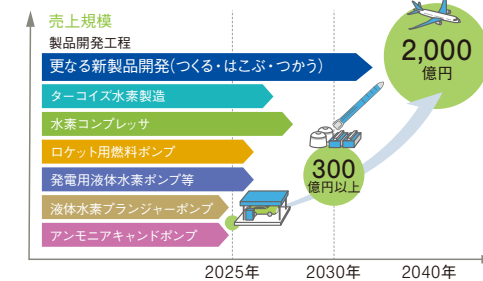 売上規模
製品開発工程
更なる新製品開発(つくる・はこぶ・つかう)
ターコイズ水素製造
水素コンプレッサ
ロケット用燃料ポンプ
発電用液体水素ポンプ等
液体水素プランジャーポンプ
アンモニアキャンドポンプ
2,000
億円
300
億円以上
2025年
2030年
2040年